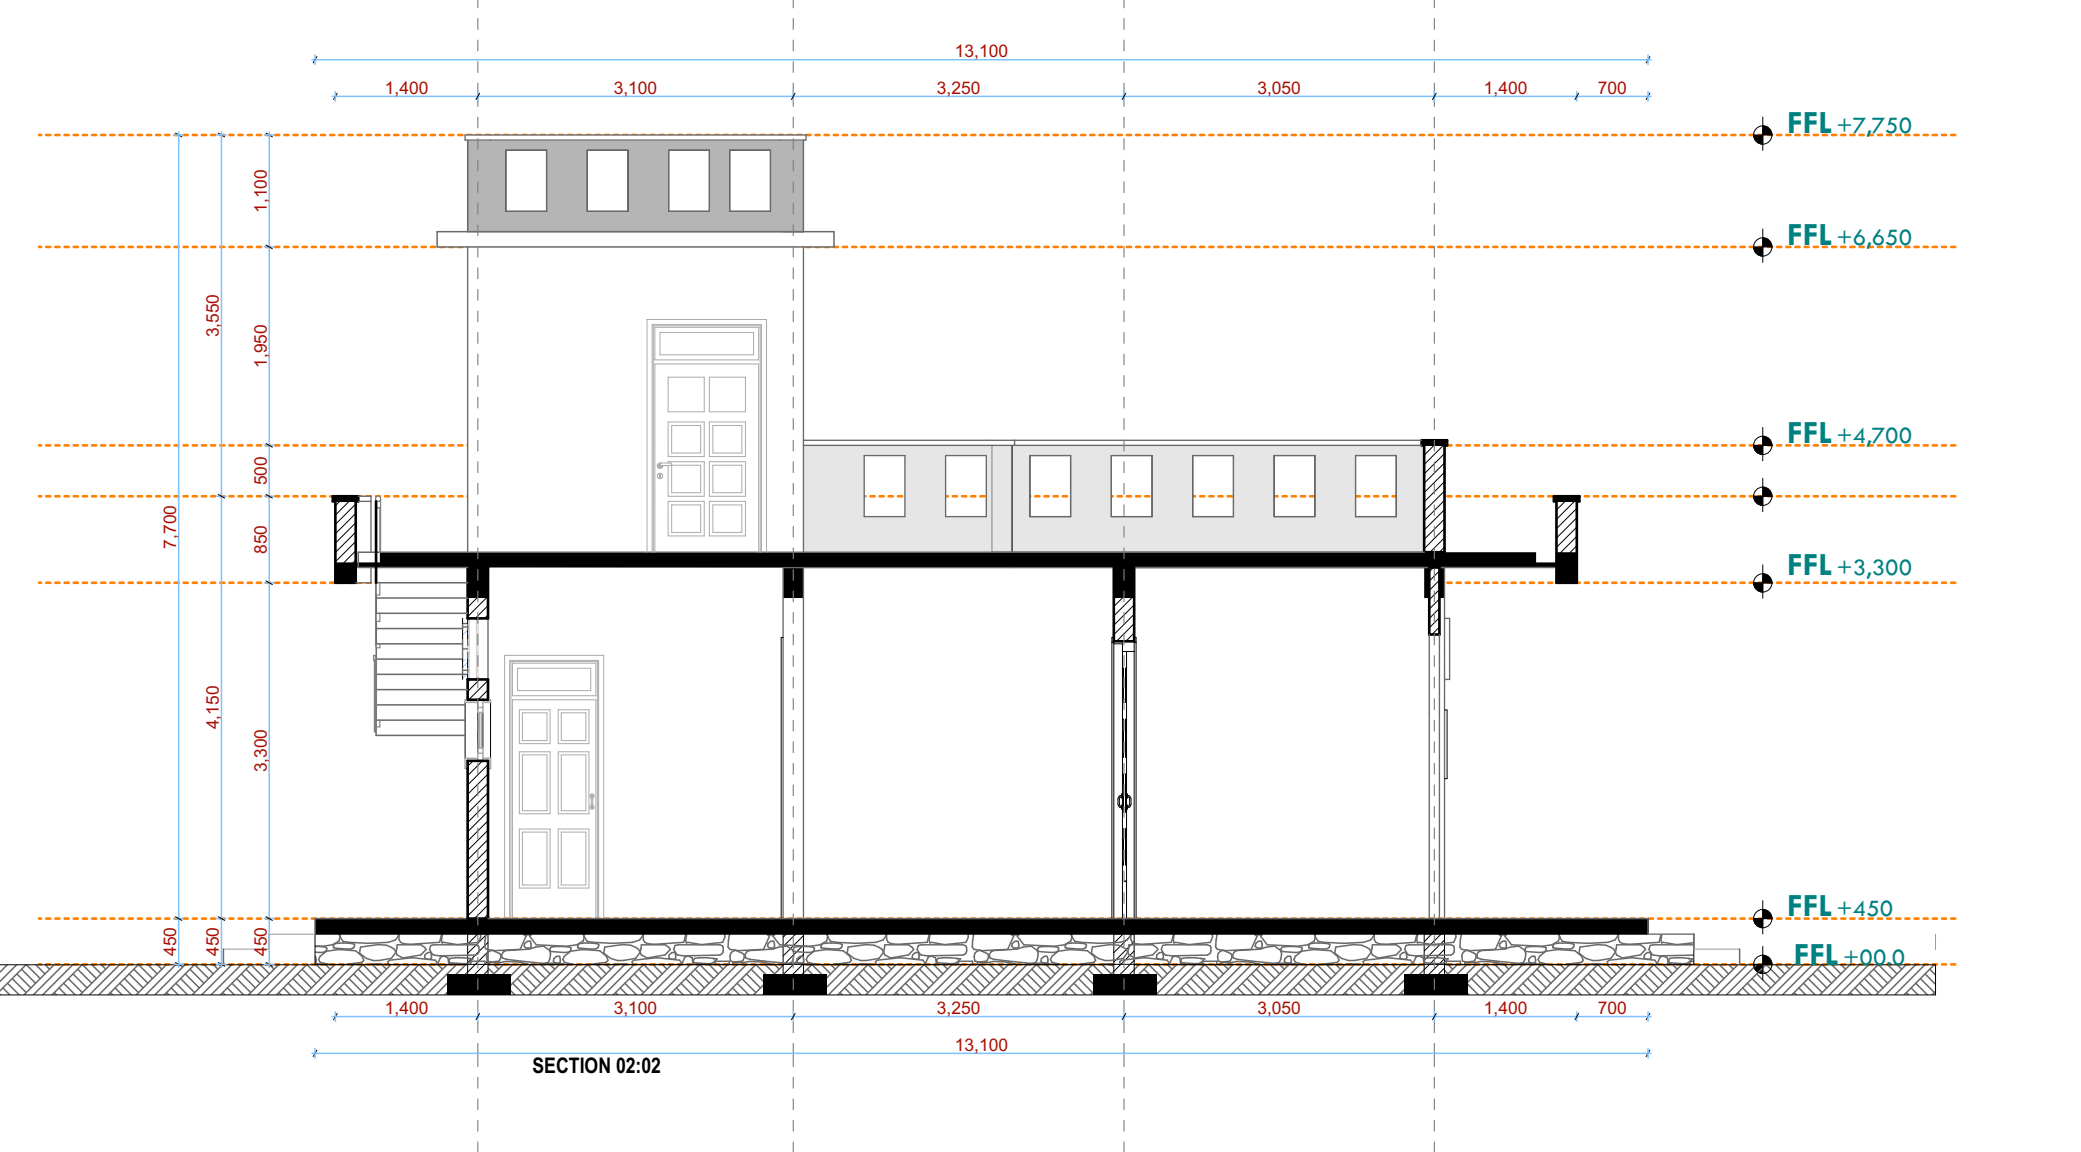 13,100
1,400 3,100 3,250 3,050 1,400 700
FFL +7,750
1,100
FFL +6,650
3,550
1,950
FFL +4,700
500
7,700
850
FFL +3,300
4,150
3,300
FFL +450
450 450 450
FFL +00.0
1,400 3,100 3,250 3,050 1,400 700
13,100
SECTION 02:02